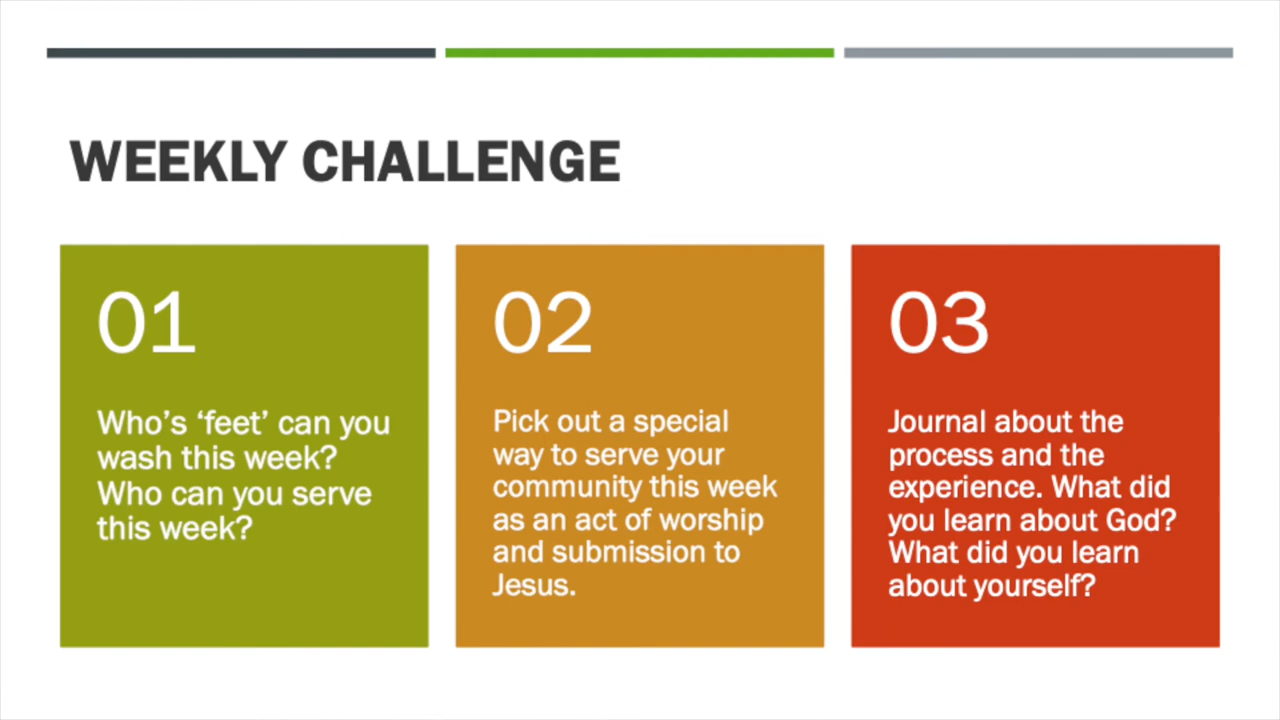 WEEKLY CHALLENGE
01
Who's ‘feet’ can you
wash this week?
Who can you serve
this week?
02
Pick out a special
way to serve your
community this week
as an act of worship
and submission to
Jesus.
03
Journal about the
process and the
experience. What did
you learn about God?
What did you learn
about yourself?